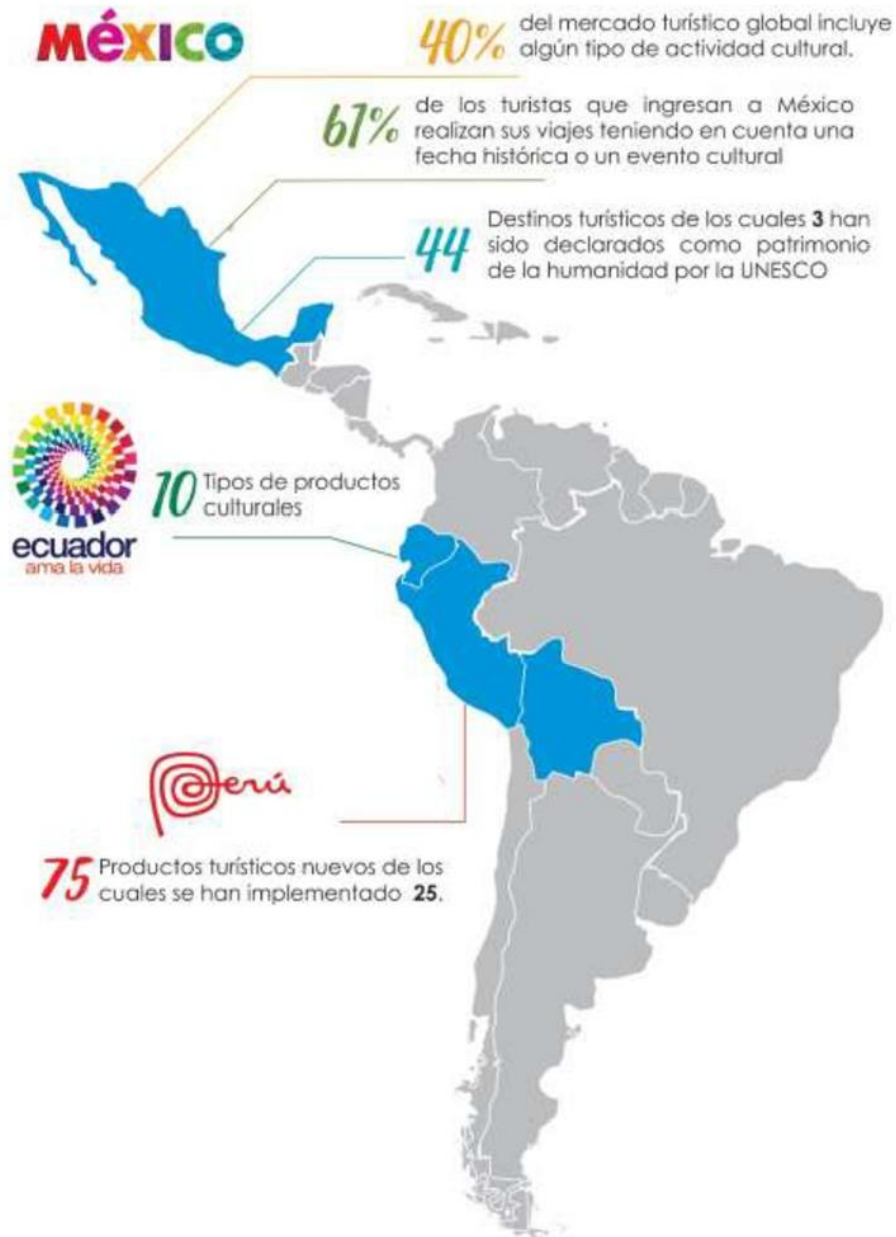 méxico
40% del mercado turístico global incluye
algún tipo de actividad cultural.
61% de los turistas que ingresan a México
realizan sus viajes teniendo en cuenta una
fecha histórica o un evento cultural
44 Destinos turísticos de los cuales 3 han
sido declarados como patrimonio
de la humanidad por la UNESCO
10 Tipos de productos
culturales
ecuador
ama la vida
Perú
75 Productos turísticos nuevos de los
cuales se han implementado 25.